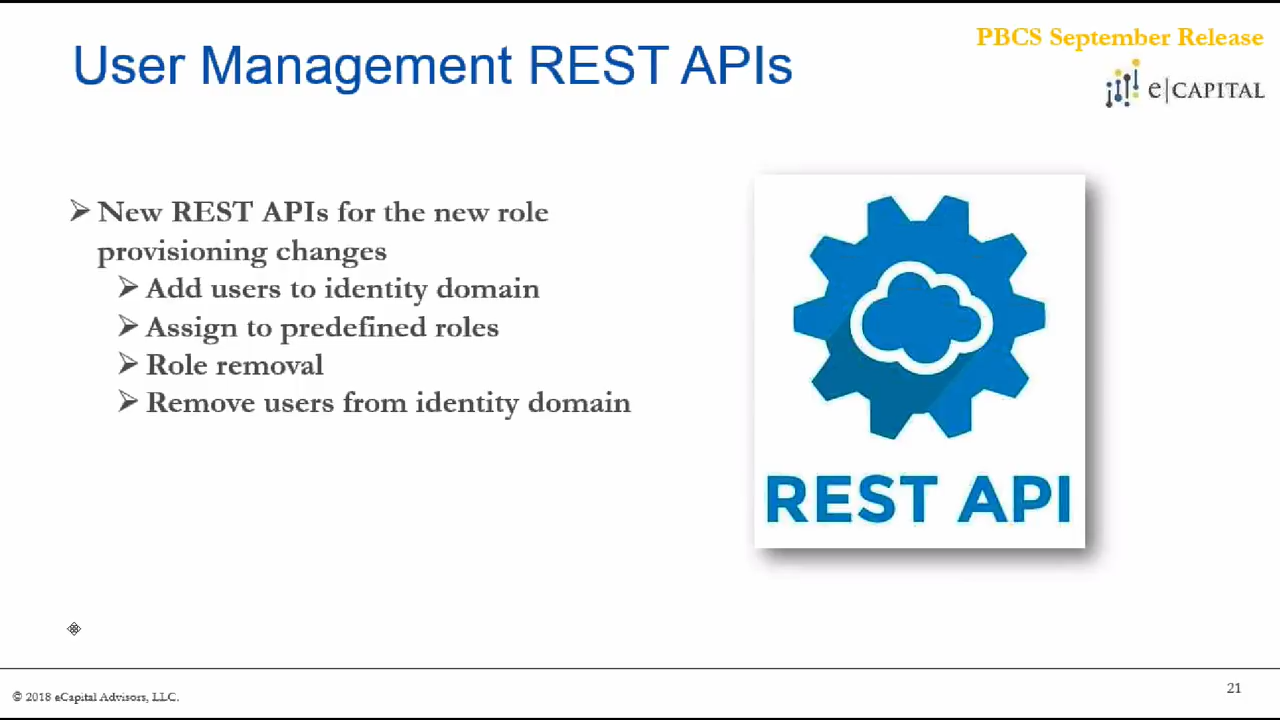 User Management REST APIs
PBCS September Release
e|CAPITAL
➢ New REST APIs for the new role
provisioning changes
➢ Add users to identity domain
➢ Assign to predefined roles
➢ Role removal
➢ Remove users from identity domain
REST API
© 2018 eCapital Advisors, LLC.
21